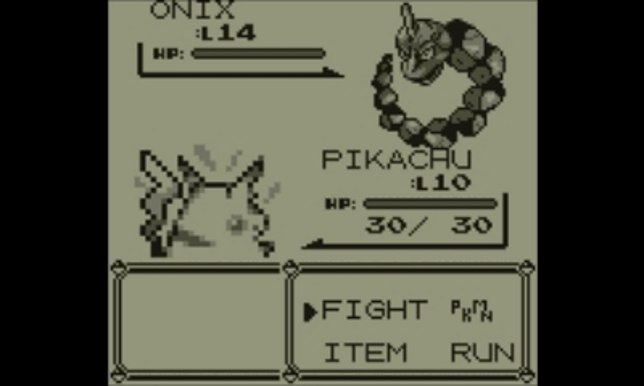 ONIX
:L14
HP:
PIKACHU
:L10
HP:
30/ 30
▶FIGHT PKMN
ITEM RUN